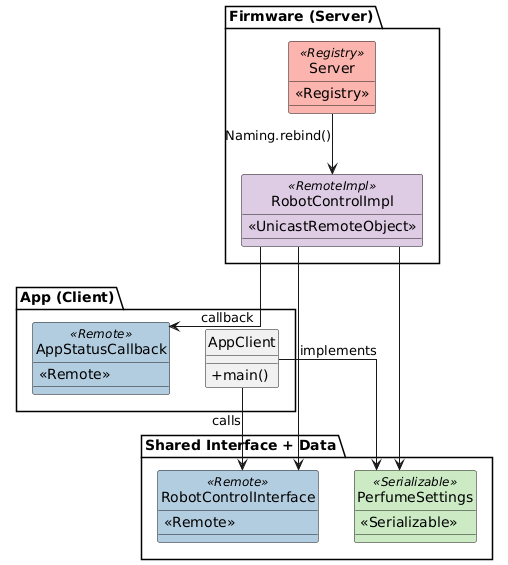 Firmware (Server)
«Registry»
Server
«Registry»
Naming.rebind()
«RemoteImpl»
RobotControlImpl
«UnicastRemoteObject»
App (Client)
callback
«Remote»
AppStatusCallback
«Remote»
AppClient
+main()
implements
calls
Shared Interface + Data
«Remote»
RobotControlInterface
«Remote»
«Serializable»
PerfumeSettings
«Serializable»